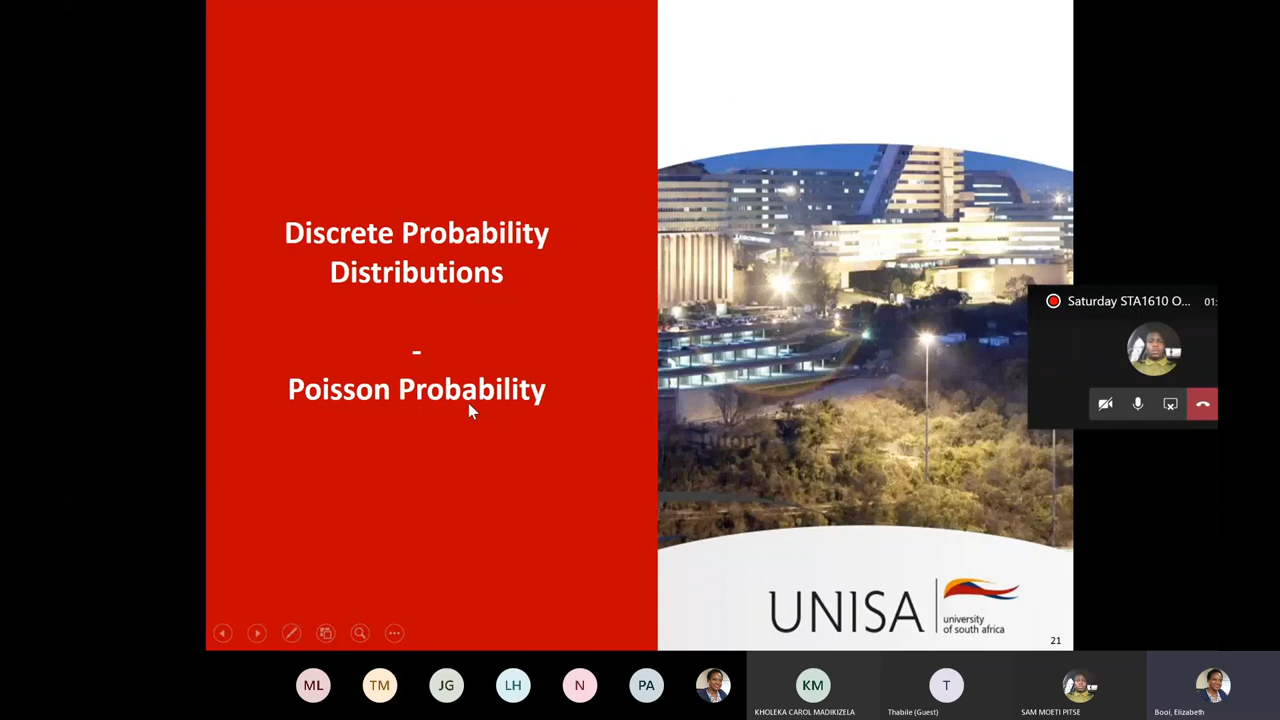 Discrete Probability
Distributions
-
Poisson Probability
Saturday STA1610 O... 01:
UNISA
university
of south africa
21
ML
TM
JG
LH
N
PA
KM
T
KHOLEKA CAROL MADIKIZELA
Thabile (Guest)
SAM MOETI PITSE
Booi, Elizabeth